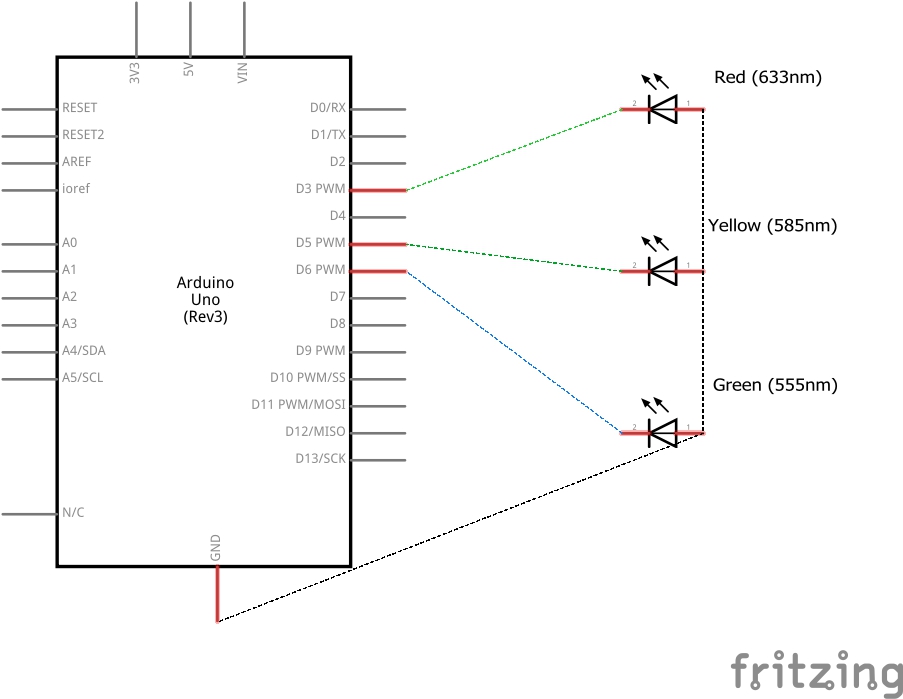 3V3
5V
VIN
RESET
RESET2
AREF
ioref
A0
A1
A2
A3
A4/SDA
A5/SCL
N/C
Arduino
Uno
(Rev3)
D0/RX
D1/TX
D2
D3 PWM
D4
D5 PWM
D6 PWM
D7
D8
D9 PWM
D10 PWM/SS
D11 PWM/MOSI
D12/MISO
D13/SCK
GND
Red (633nm)
2 1
Yellow (585nm)
2 1
Green (555nm)
2 1
fritzing